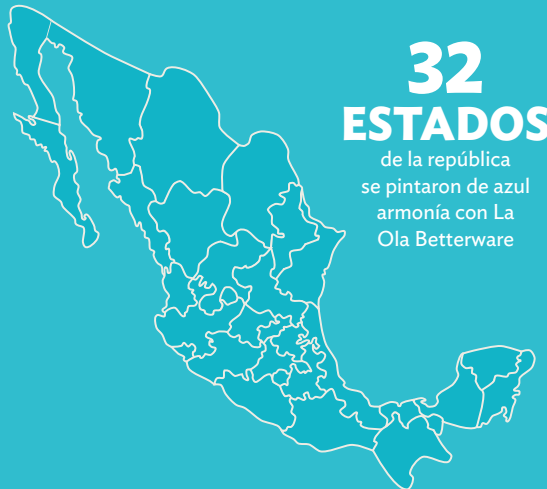 32
ESTADOS
de la república
se pintaron de azul
armonía con La
Ola Betterware